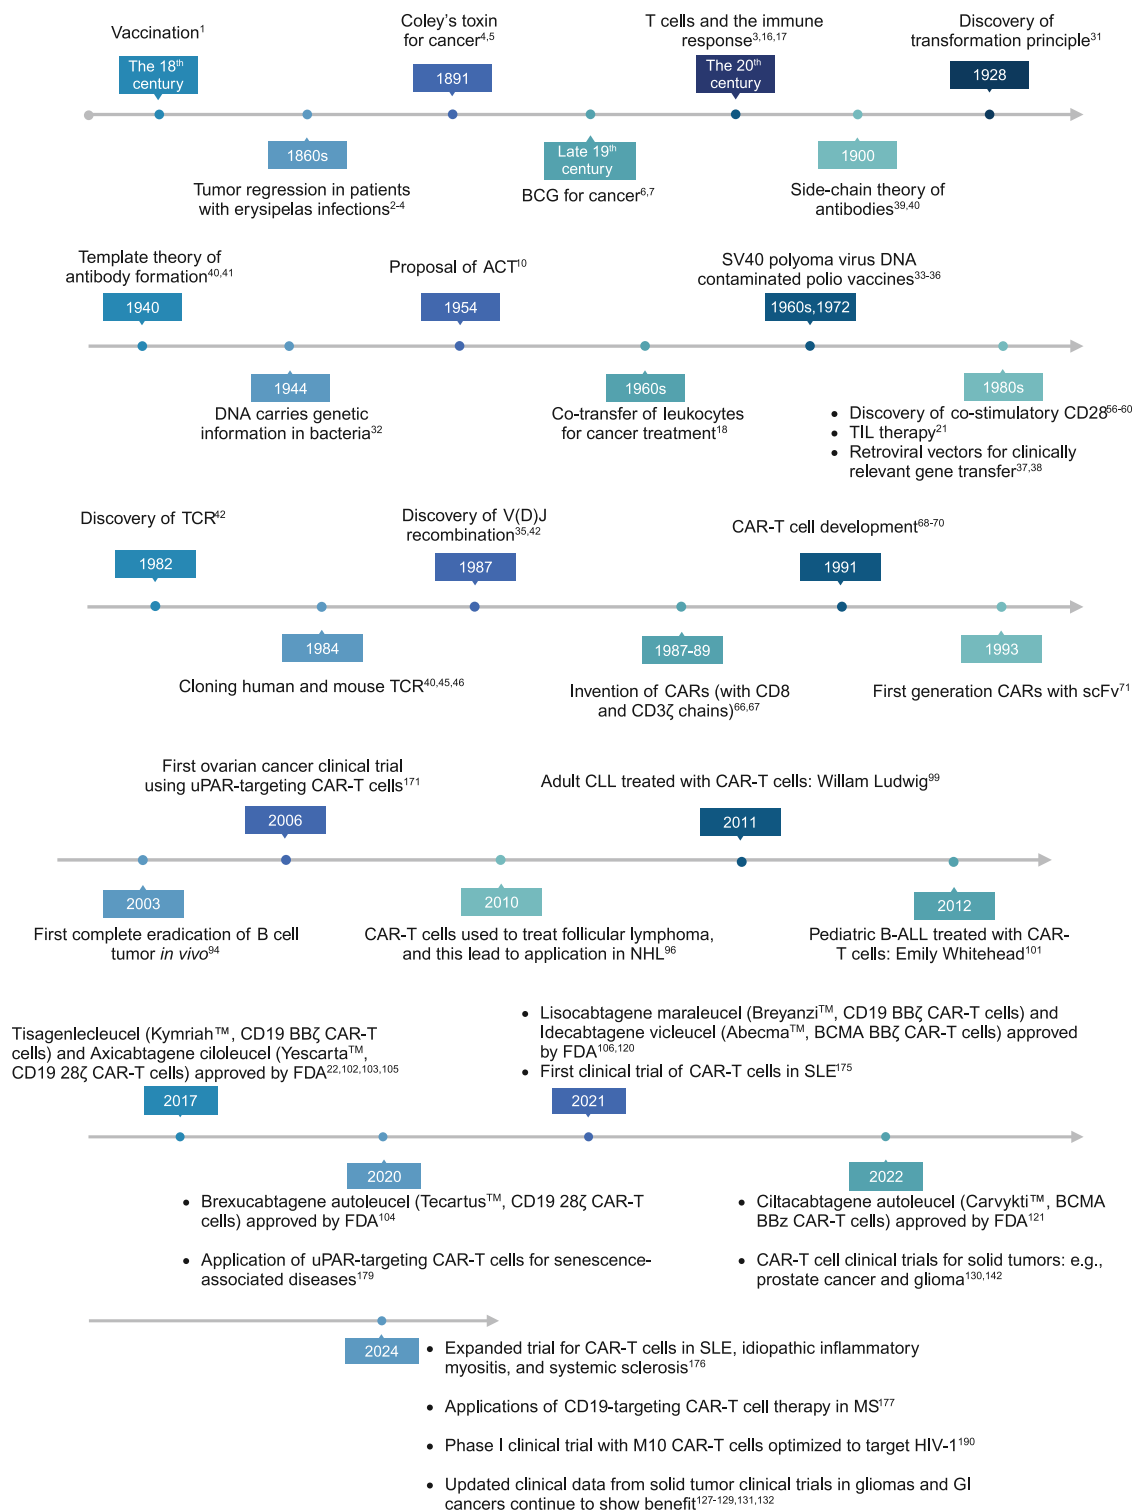 Vaccination1
The 18th
century
1860s
Tumor regression in patients
with erysipelas infections2-4
Coley's toxin
for cancer4,5
1891
Late 19th
century
BCG for cancer6,7
T cells and the immune
response3,16,17
The 20th
century
1900
Side-chain theory of
antibodies39,40
Discovery of
transformation principle31
1928
Template theory of
antibody formation40,41
1940
1944
DNA carries genetic
information in bacteria32
Proposal of ACT10
1954
1960s
Co-transfer of leukocytes
for cancer treatment18
SV40 polyoma virus DNA
contaminated polio vaccines33-36
1960s,1972
1980s
• Discovery of co-stimulatory CD2856-60
• TIL therapy21
• Retroviral vectors for clinically
relevant gene transfer37,38
Discovery of TCR42
1982
1984
Cloning human and mouse TCR40,45,46
Discovery of V(D)J
recombination35,42
1987
1987-89
Invention of CARs (with CD8
and CD3ζ chains)66,67
CAR-T cell development68-70
1991
1993
First generation CARs with scFv71
2003
First complete eradication of B cell
tumor in vivo94
First ovarian cancer clinical trial
using uPAR-targeting CAR-T cells171
2006
2010
CAR-T cells used to treat follicular lymphoma,
and this lead to application in NHL96
Adult CLL treated with CAR-T cells: Willam Ludwig99
2011
2012
Pediatric B-ALL treated with CAR-
T cells: Emily Whitehead101
Tisagenlecleucel (Kymriah™, CD19 BBζ CAR-T
cells) and Axicabtagene ciloleucel (Yescarta™,
CD19 28ζ CAR-T cells) approved by FDA22,102,103,105
2017
2020
• Brexucabtagene autoleucel (Tecartus™, CD19 28ζ CAR-T
cells) approved by FDA104
• Application of uPAR-targeting CAR-T cells for senescence-
associated diseases179
• Lisocabtagene maraleucel (Breyanzi™, CD19 BBζ CAR-T cells) and
Idecabtagene vicleucel (Abecma™, BCMA BBζ CAR-T cells) approved
by FDA106,120
• First clinical trial of CAR-T cells in SLE175
2021
2022
• Ciltacabtagene autoleucel (Carvykti™, BCMA
BBz CAR-T cells) approved by FDA121
• CAR-T cell clinical trials for solid tumors: e.g.,
prostate cancer and glioma130,142
2024
• Expanded trial for CAR-T cells in SLE, idiopathic inflammatory
myositis, and systemic sclerosis176
• Applications of CD19-targeting CAR-T cell therapy in MS177
• Phase I clinical trial with M10 CAR-T cells optimized to target HIV-1190
• Updated clinical data from solid tumor clinical trials in gliomas and GI
cancers continue to show benefit127-129,131,132